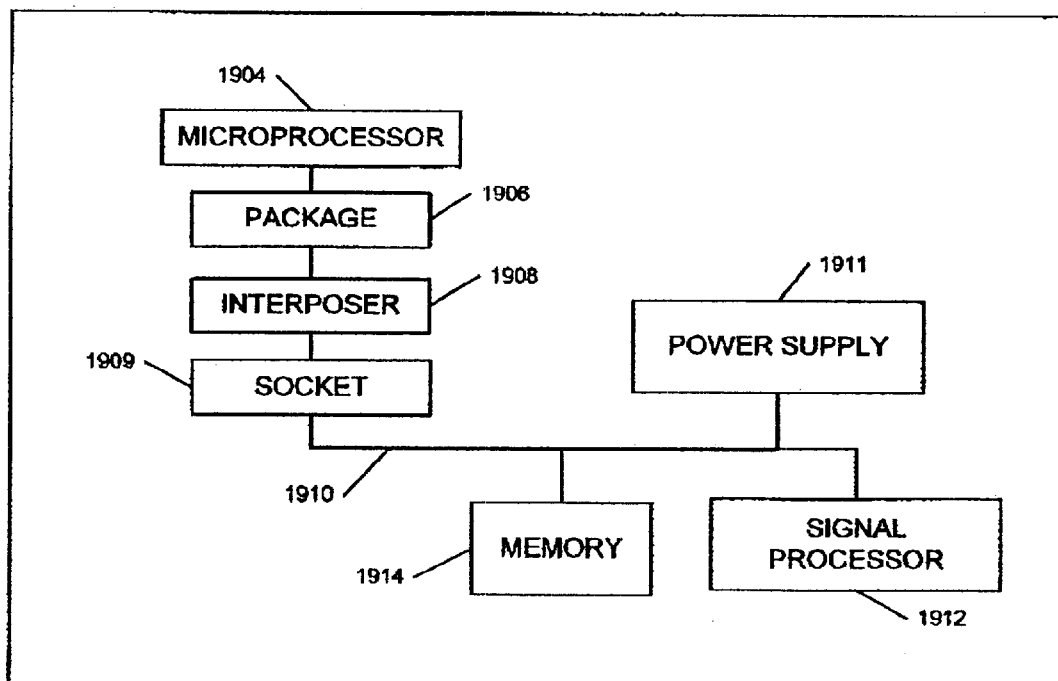 1904
MICROPROCESSOR
1906
PACKAGE
1908
INTERPOSER
1911
POWER SUPPLY
1909
SOCKET
1910
MEMORY
1914
SIGNAL
PROCESSOR
1912